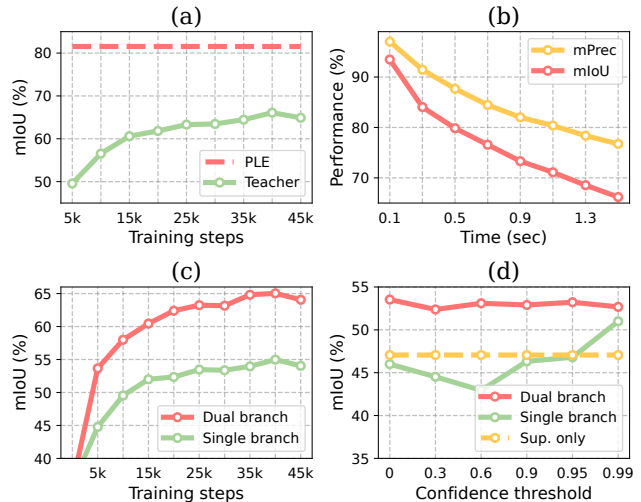 (a)
mIoU (%)
80
70
60
50
PLE
Teacher
5k 15k 25k 35k 45k
Training steps
(b)
Performance (%)
90
80
70
mPrec
mIoU
0.1 0.5 0.9 1.3
Time (sec)
(c)
mIoU (%)
65
60
55
50
45
40
Dual branch
Single branch
5k 15k 25k 35k 45k
Training steps
(d)
mIoU (%)
55
50
45
40
35
Dual branch
Single branch
Sup. only
0 0.3 0.6 0.9 0.95 0.99
Confidence threshold